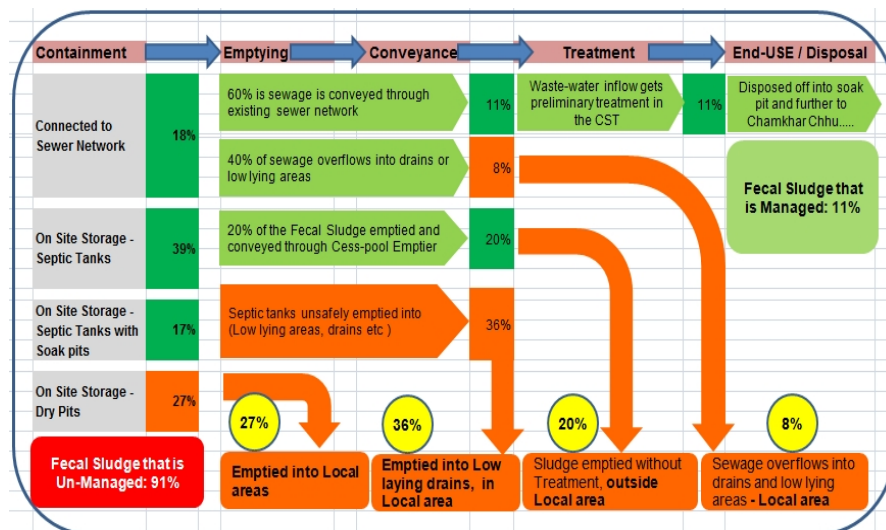 Containment
Emptying
Conveyance
Treatment
End-USE / Disposal
Connected to
Sewer Network
18%
60% is sewage is conveyed through
existing sewer network
11%
Waste-water inflow gets
preliminary treatment in
the CST
11%
Disposed off into soak
pit and further to
Chamkhar Chhu.....
40% of sewage overflows into drains or
low lying areas
8%
Fecal Sludge that
is Managed: 11%
On Site Storage -
Septic Tanks
39%
20% of the Fecal Sludge emptied and
conveyed through Cess-pool Emptier
20%
On Site Storage -
Septic Tanks with
Soak pits
17%
Septic tanks unsafely emptied into
(Low lying areas, drains etc )
36%
On Site Storage -
Dry Pits
27%
27%
36%
20%
8%
Fecal Sludge that is
Un-Managed: 91%
Emptied into Local
areas
Emptied into Low
laying drains, in
Local area
Sludge emptied without
Treatment, outside
Local area
Sewage overflows into
drains and low lying
areas - Local area